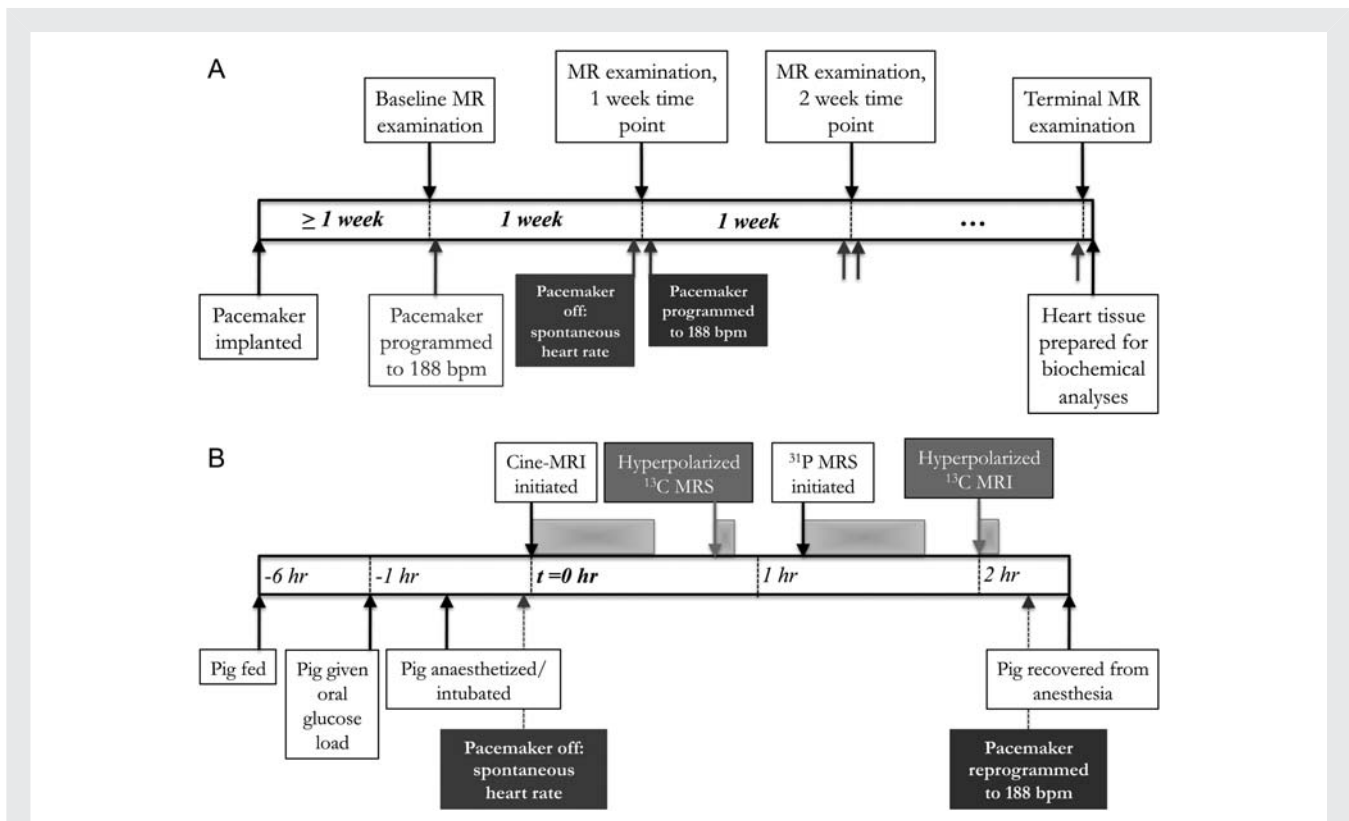 A
Baseline MR
examination
MR examination,
1 week time
point
MR examination,
2 week time
point
Terminal MR
examination
≥ 1 week
1 week
1 week
...
Pacemaker
implanted
Pacemaker
programmed
to 188 bpm
Pacemaker
off:
spontaneous
heart rate
Pacemaker
programmed
to 188 bpm
Heart tissue
prepared for
biochemical
analyses
B
Cine-MRI
initiated
Hyperpolarized
¹³C MRS
³¹P MRS
initiated
Hyperpolarized
¹³C MRI
-6 hr
-1 hr
t =0 hr
1 hr
2 hr
Pig fed
Pig given
oral
glucose
load
Pig anaesthetized/
intubated
Pig recovered from
anesthesia
Pacemaker off:
spontaneous
heart rate
Pacemaker
reprogrammed
to 188 bpm